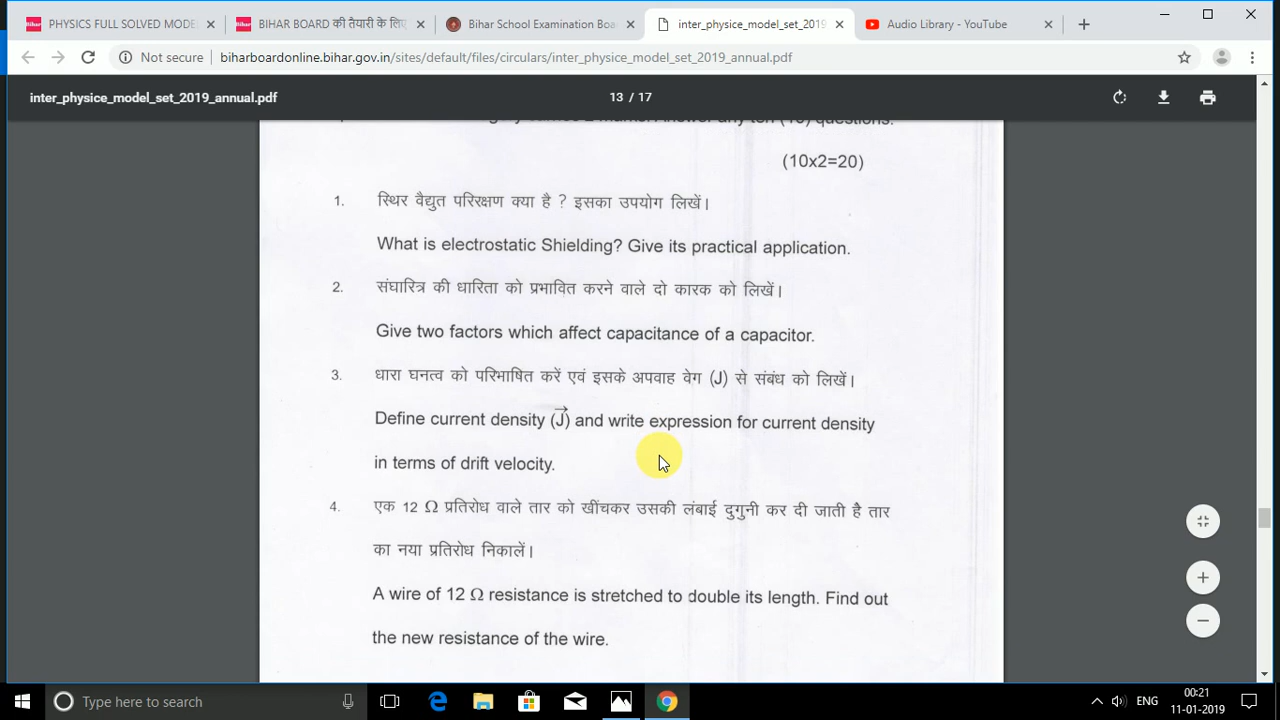 PHYSICS FULL SOLVED MODE
BIHAR BOARD की तैयारी के लिए
Bihar School Examination Boa
inter_physice_model_set_2019
Audio Library - YouTube
Not secure | biharboardonline.bihar.gov.in/sites/default/files/circulars/inter_physice_model_set_2019_annual.pdf
inter_physice_model_set_2019_annual.pdf
13 / 17
questions.
(10x2=20)
1. स्थिर वैद्युत परिरक्षण क्या है ? इसका उपयोग लिखें।
What is electrostatic Shielding? Give its practical application.
2. संघारित्र की धारिता को प्रभावित करने वाले दो कारक को लिखें।
Give two factors which affect capacitance of a capacitor.
3. धारा घनत्व को परिभाषित करें एवं इसके अपवाह वेग (J) से संबंध को लिखें।
Define current density (J⃗) and write expression for current density
in terms of drift velocity.
4. एक 12 Ω प्रतिरोध वाले तार को खींचकर उसकी लंबाई दुगुनी कर दी जाती है तार
का नया प्रतिरोध निकालें।
A wire of 12 Ω resistance is stretched to double its length. Find out
the new resistance of the wire.
Type here to search
ENG
00:21
11-01-2019